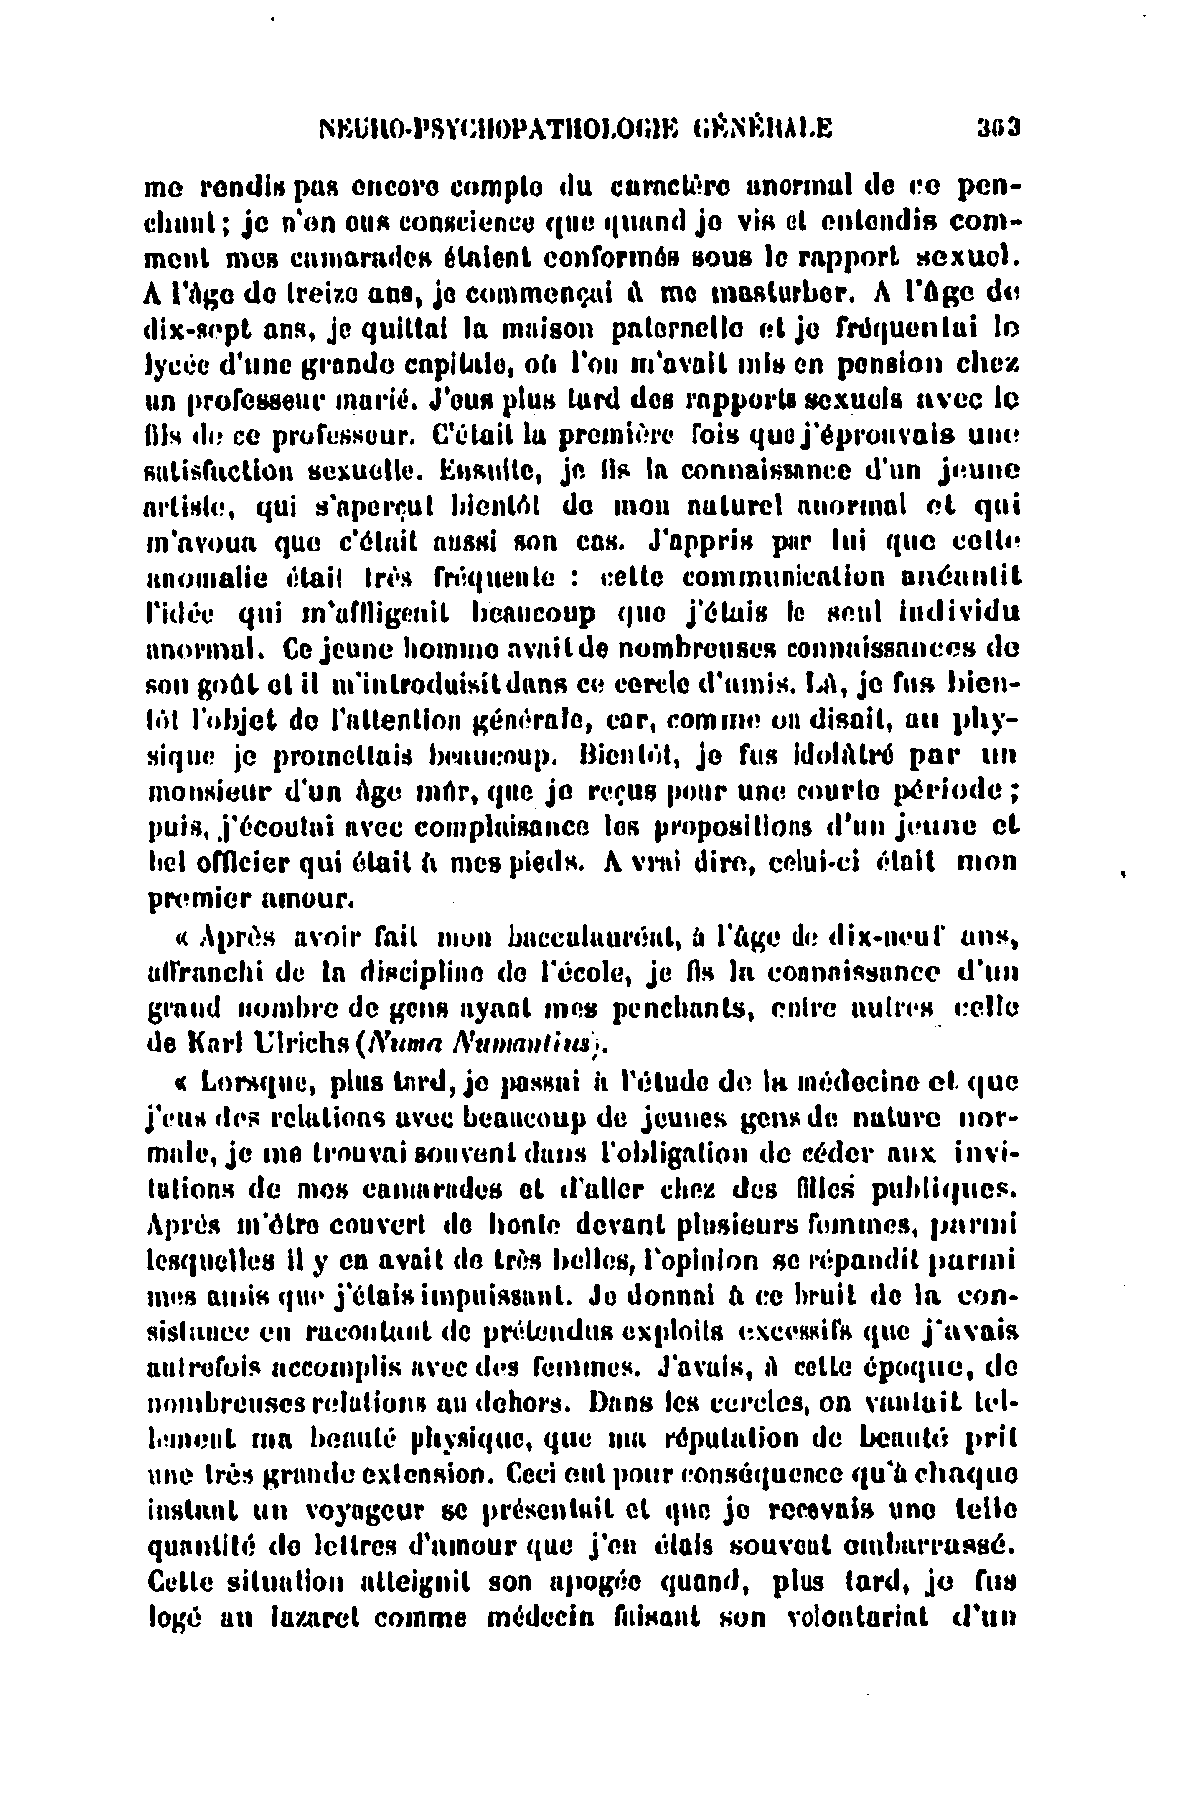 NEURO-PSYCHOPATHOLOGIE GÉNÉRALE 363
me rendis pas encore compte du caractère anormal de ce pen-
chant ; je n'en eus conscience que quand je vis et entendis com-
ment mes camarades étaient conformés sous le rapport sexuel.
A l'âge de treize ans, je commençai à me masturber. A l'âge de
dix-sept ans, je quittai la maison paternelle et je fréquentai le
lycée d'une grande capitale, où l'on m'avait mis en pension chez
un professeur marié. J'eus plus tard des rapports sexuels avec le
fils de ce professeur. C'était la première fois que j'éprouvais une
satisfaction sexuelle. Ensuite, je fis la connaissance d'un jeune
artiste, qui s'aperçut bientôt de mon naturel anormal et qui
m'avoua que c'était aussi son cas. J'appris par lui que cette
anomalie était très fréquente : cette communication anéantit
l'idée qui m'affligeait beaucoup que j'étais le seul individu
anormal. Ce jeune homme avait de nombreuses connaissances de
son goût et il m'introduisit dans ce cercle d'amis. Là, je fus bien-
tôt l'objet de l'attention générale, car, comme on disait, au phy-
sique je promettais beaucoup. Bientôt, je fus idolâtré par un
monsieur d'un âge mûr, que je reçus pour une courte période ;
puis, j'écoutai avec complaisance les propositions d'un jeune et
bel officier qui était à mes pieds. A vrai dire, celui-ci était mon
premier amour.
« Après avoir fait mon baccalauréat, à l'âge de dix-neuf ans,
affranchi de la discipline de l'école, je fis la connaissance d'un
grand nombre de gens ayant mes penchants, entre autres celle
de Karl Ulrichs (Numa Numantius).
« Lorsque, plus tard, je passai à l'étude de la médecine et que
j'eus des relations avec beaucoup de jeunes gens de nature nor-
male, je me trouvai souvent dans l'obligation de céder aux invi-
tations de mes camarades et d'aller chez des filles publiques.
Après m'être couvert de honte devant plusieurs femmes, parmi
lesquelles il y en avait de très belles, l'opinion se répandit parmi
mes amis que j'étais impuissant. Je donnai à ce bruit de la con-
sistance en racontant de prétendus exploits excessifs que j'avais
autrefois accomplis avec des femmes. J'avais, à cette époque, de
nombreuses relations au dehors. Dans les cercles, on vantait tel-
lement ma beauté physique, que ma réputation de beauté prit
une très grande extension. Ceci eut pour conséquence qu'à chaque
instant un voyageur se présentait et que je recevais une telle
quantité de lettres d'amour que j'en étais souvent embarrassé.
Cette situation atteignit son apogée quand, plus tard, je fus
logé au lazaret comme médecin faisant son volontariat d'un